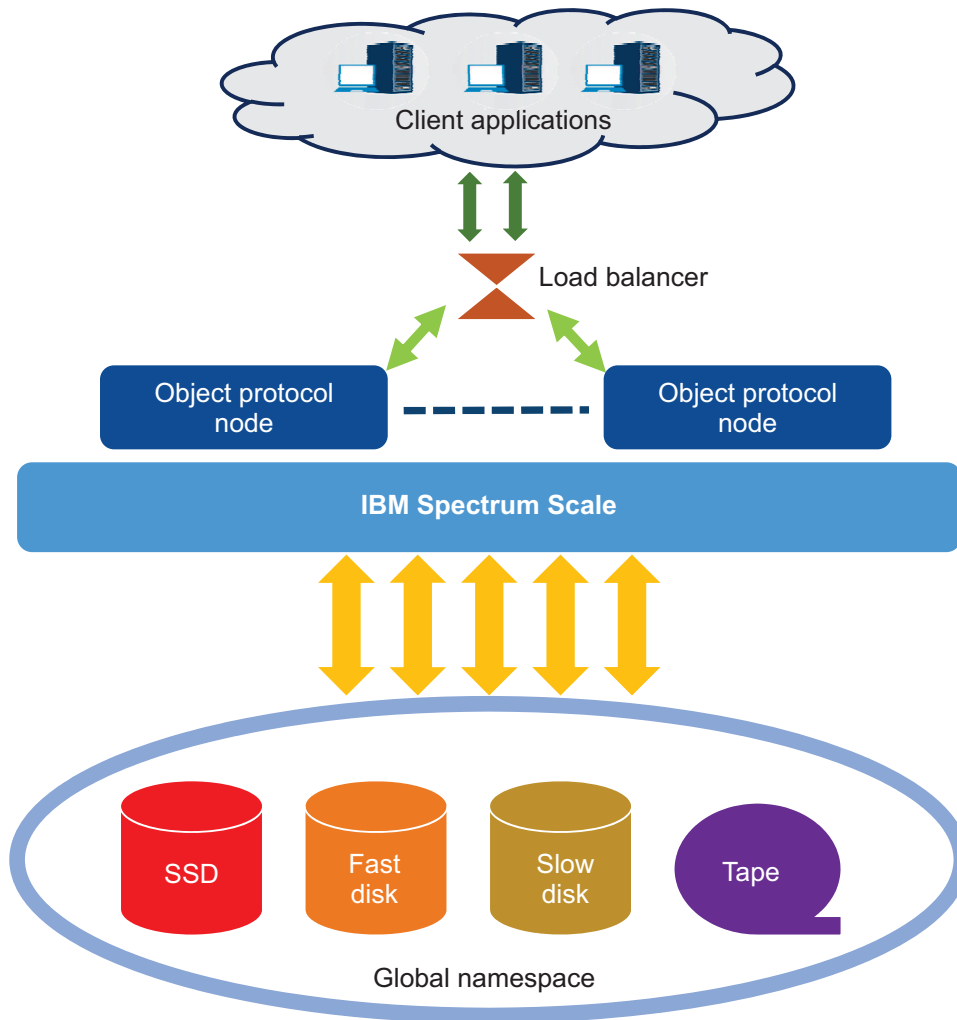 Client applications
Load balancer
Object protocol
node
Object protocol
node
IBM Spectrum Scale
SSD
Fast
disk
Slow
disk
Tape
Global namespace